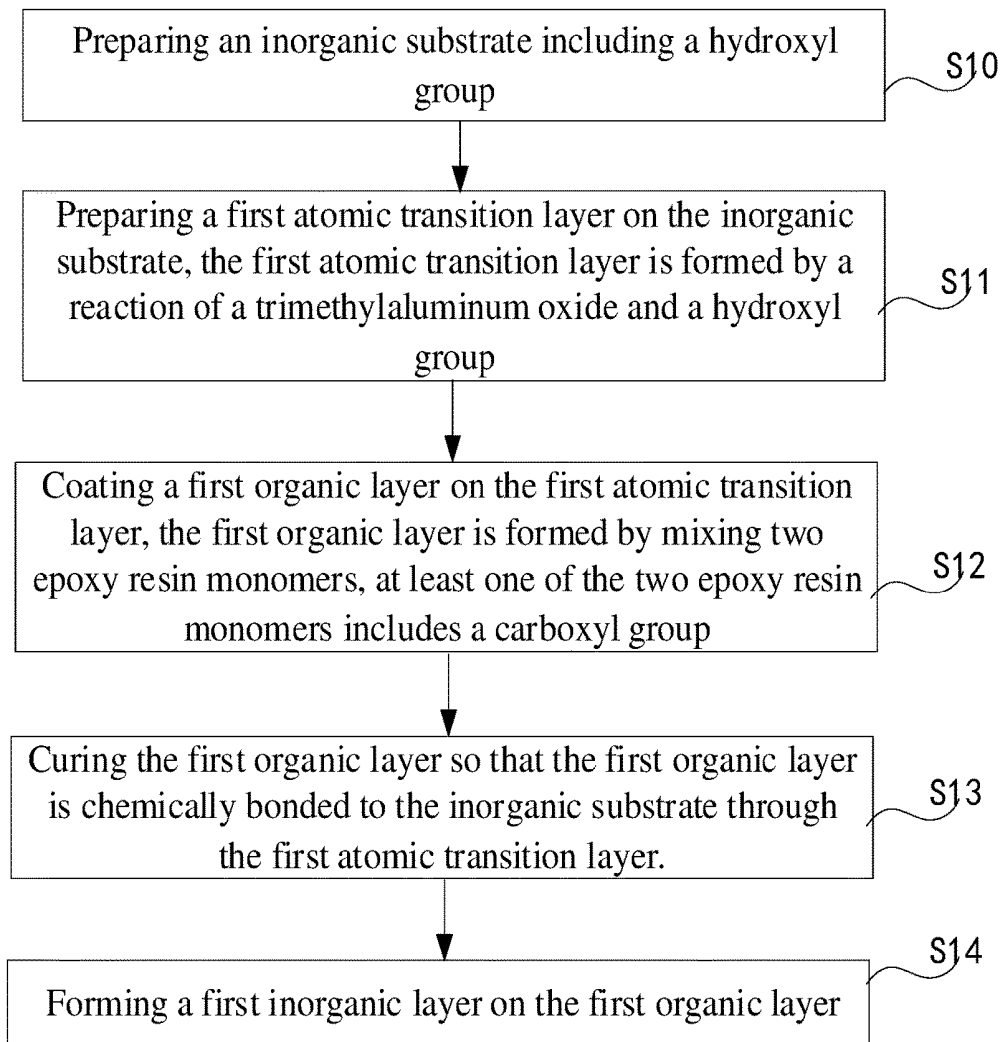 Preparing an inorganic substrate including a hydroxyl
group
S10
Preparing a first atomic transition layer on the inorganic
substrate, the first atomic transition layer is formed by a
reaction of a trimethylaluminum oxide and a hydroxyl
group
S11
Coating a first organic layer on the first atomic transition
layer, the first organic layer is formed by mixing two
epoxy resin monomers, at least one of the two epoxy resin
monomers includes a carboxyl group
S12
Curing the first organic layer so that the first organic layer
is chemically bonded to the inorganic substrate through
the first atomic transition layer.
S13
Forming a first inorganic layer on the first organic layer
S14